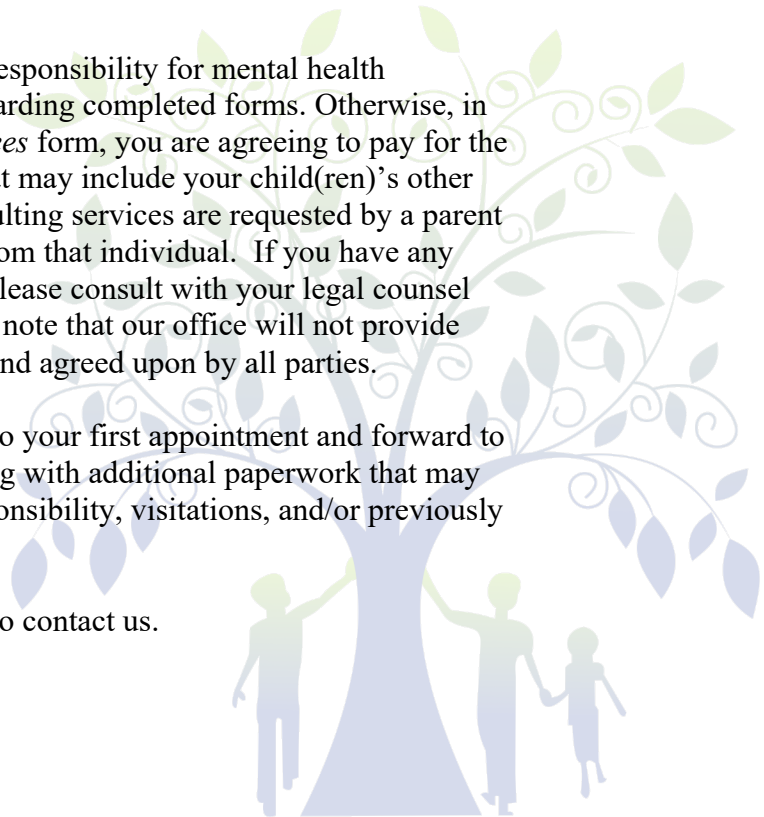 esponsibility for mental health
arding completed forms. Otherwise, in
es form, you are agreeing to pay for the
t may include your child(ren)’s other
ulting services are requested by a parent
om that individual.  If you have any
lease consult with your legal counsel
note that our office will not provide
nd agreed upon by all parties.
o your first appointment and forward to
g with additional paperwork that may
onsibility, visitations, and/or previously
o contact us.